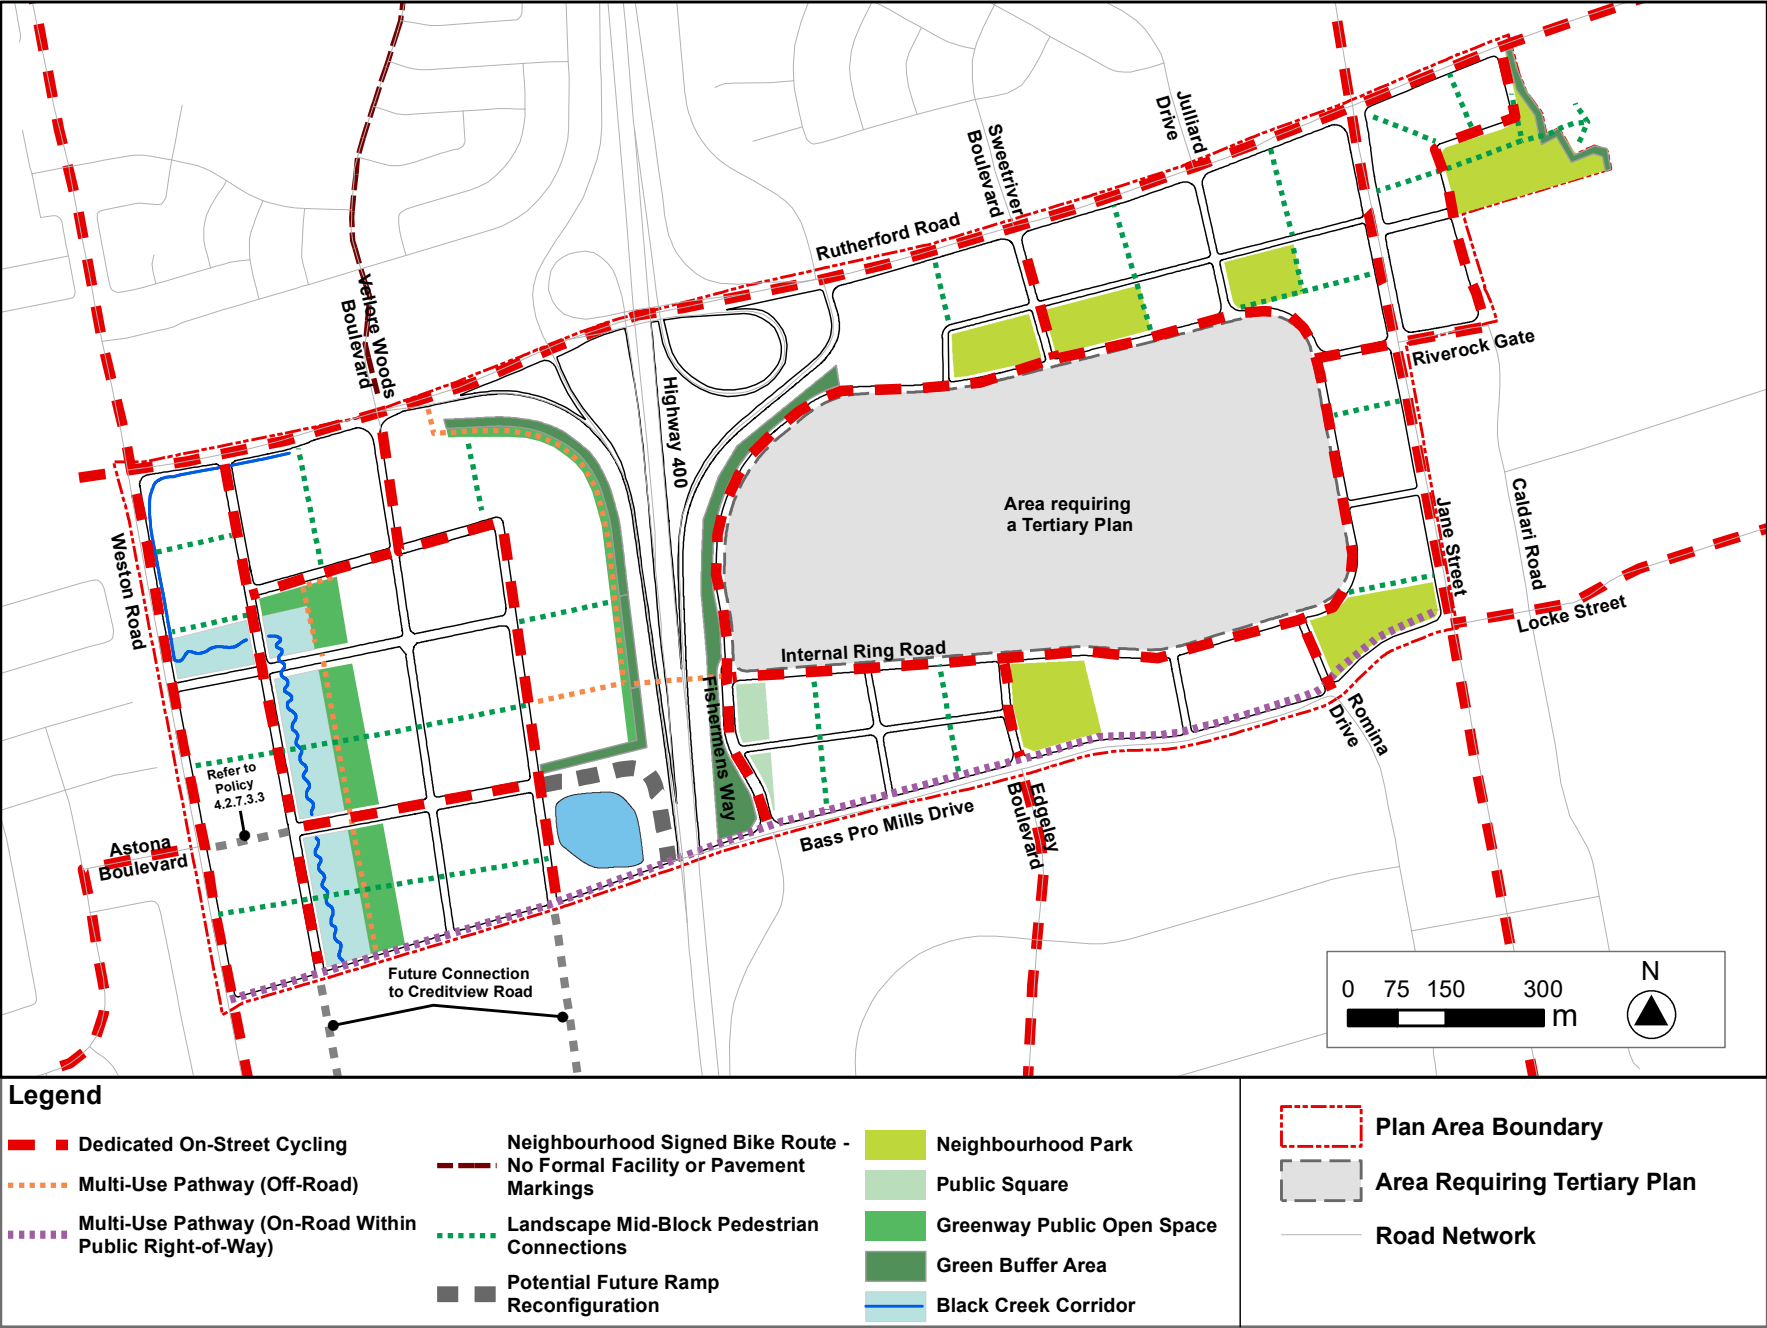 Julliard
Drive
Sweetriver
Boulevard
Rutherford Road
Vellore Woods
Boulevard
Riverock Gate
Highway 400
Area requiring
a Tertiary Plan
Weston Road
Jane Street
Caldari Road
Locke Street
Internal Ring Road
Fishermens Way
Romina
Drive
Refer to
Policy
4.2.7.3.3
Astona
Boulevard
Bass Pro Mills Drive
Edgeley
Boulevard
Future Connection
to Creditview Road
N
0 75 150 300
m
Legend
Dedicated On-Street Cycling
Multi-Use Pathway (Off-Road)
Multi-Use Pathway (On-Road Within
Public Right-of-Way)
Neighbourhood Signed Bike Route -
No Formal Facility or Pavement
Markings
Landscape Mid-Block Pedestrian
Connections
Potential Future Ramp
Reconfiguration
Neighbourhood Park
Public Square
Greenway Public Open Space
Green Buffer Area
Black Creek Corridor
Plan Area Boundary
Area Requiring Tertiary Plan
Road Network